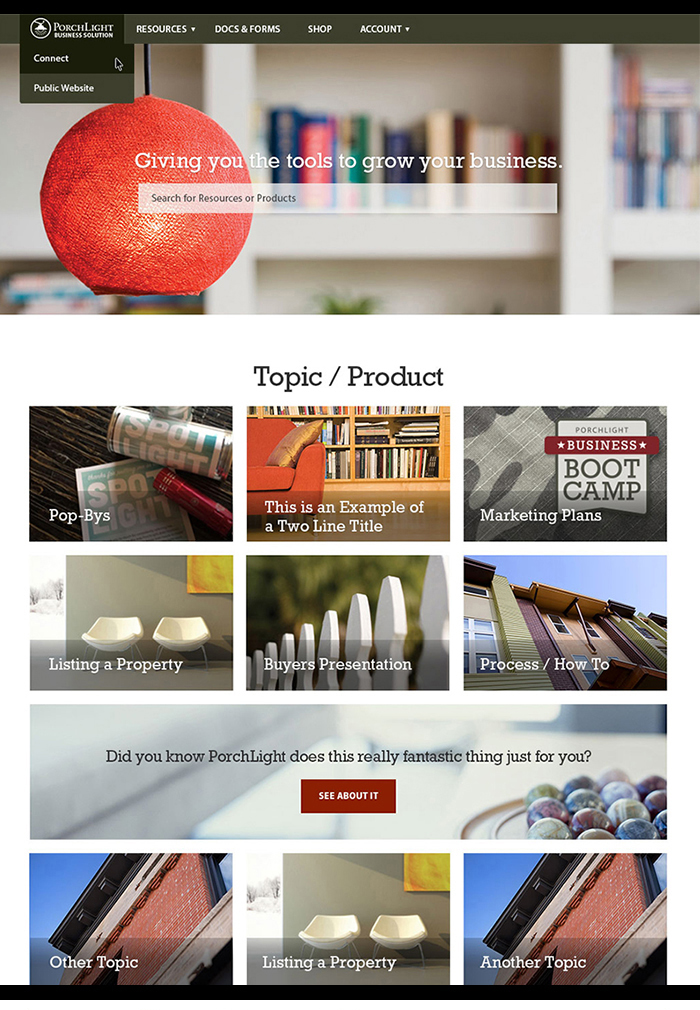 PORCHLIGHT
BUSINESS SOLUTION
RESOURCES ▼
DOCS & FORMS
SHOP
ACCOUNT ▼
Connect
Public Website
Giving you the tools to grow your business.
Search for Resources or Products
Topic / Product
SPOT
LIGHT
SPOT
LIGHT
Pop-Bys
This is an Example of
a Two Line Title
PORCHLIGHT
★BUSINESS★
BOOT
CAMP
Marketing Plans
Listing a Property
Buyers Presentation
Process / How To
Did you know PorchLight does this really fantastic thing just for you?
SEE ABOUT IT
Other Topic
Listing a Property
Another Topic